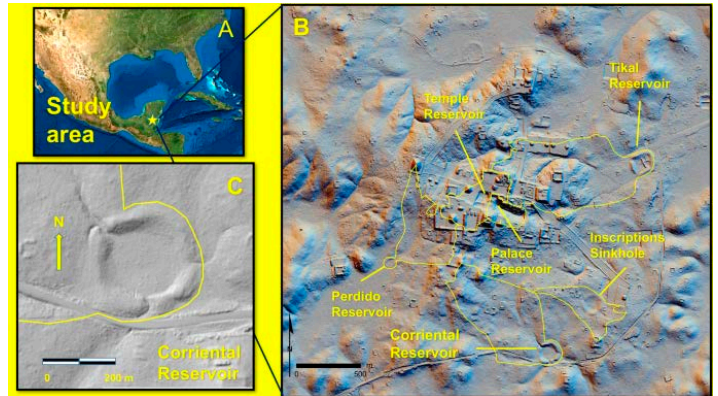 A
Study
area
C
N
0
200 m
Corriental
Reservoir
B
Tikal
Reservoir
Temple
Reservoir
Inscriptions
Sinkhole
Palace
Reservoir
Perdido
Reservoir
Corriental
Reservoir
0
500 m